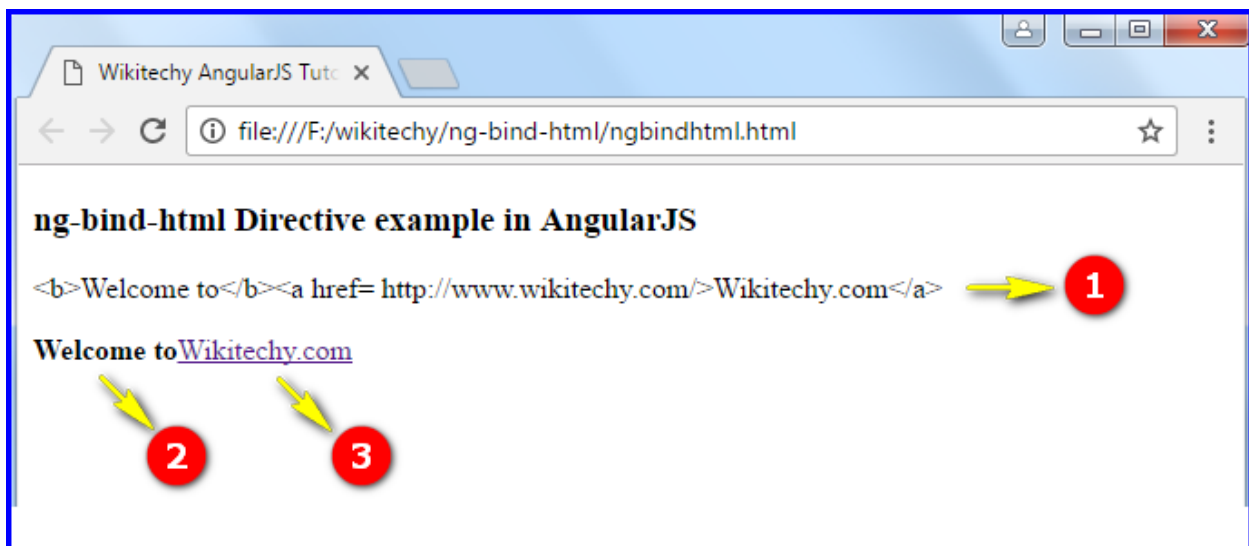 Wikitechy AngularJS Tuto
file:///F:/wikitechy/ng-bind-html/ngbindhtml.html
ng-bind-html Directive example in AngularJS
<b>Welcome to</b><a href= http://www.wikitechy.com/>Wikitechy.com</a>
1
Welcome toWikitechy.com
2
3